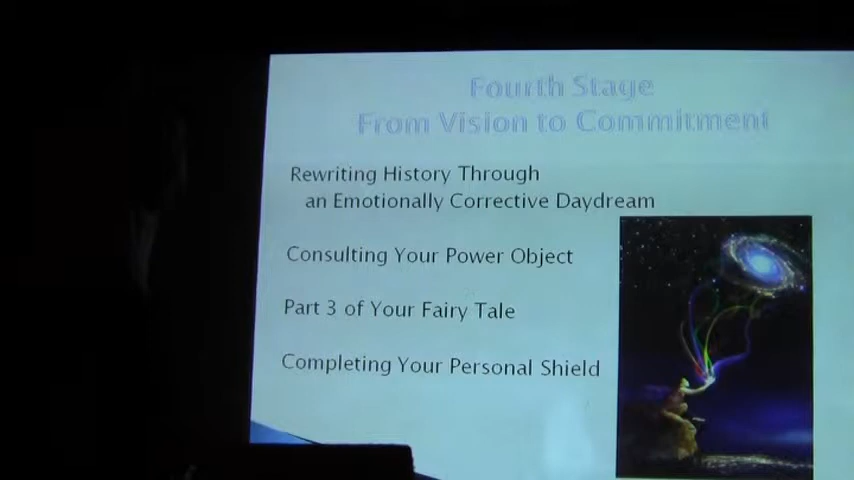 Fourth Stage
From Vision to Commitment
Rewriting History Through
an Emotionally Corrective Daydream
Consulting Your Power Object
Part 3 of Your Fairy Tale
Completing Your Personal Shield